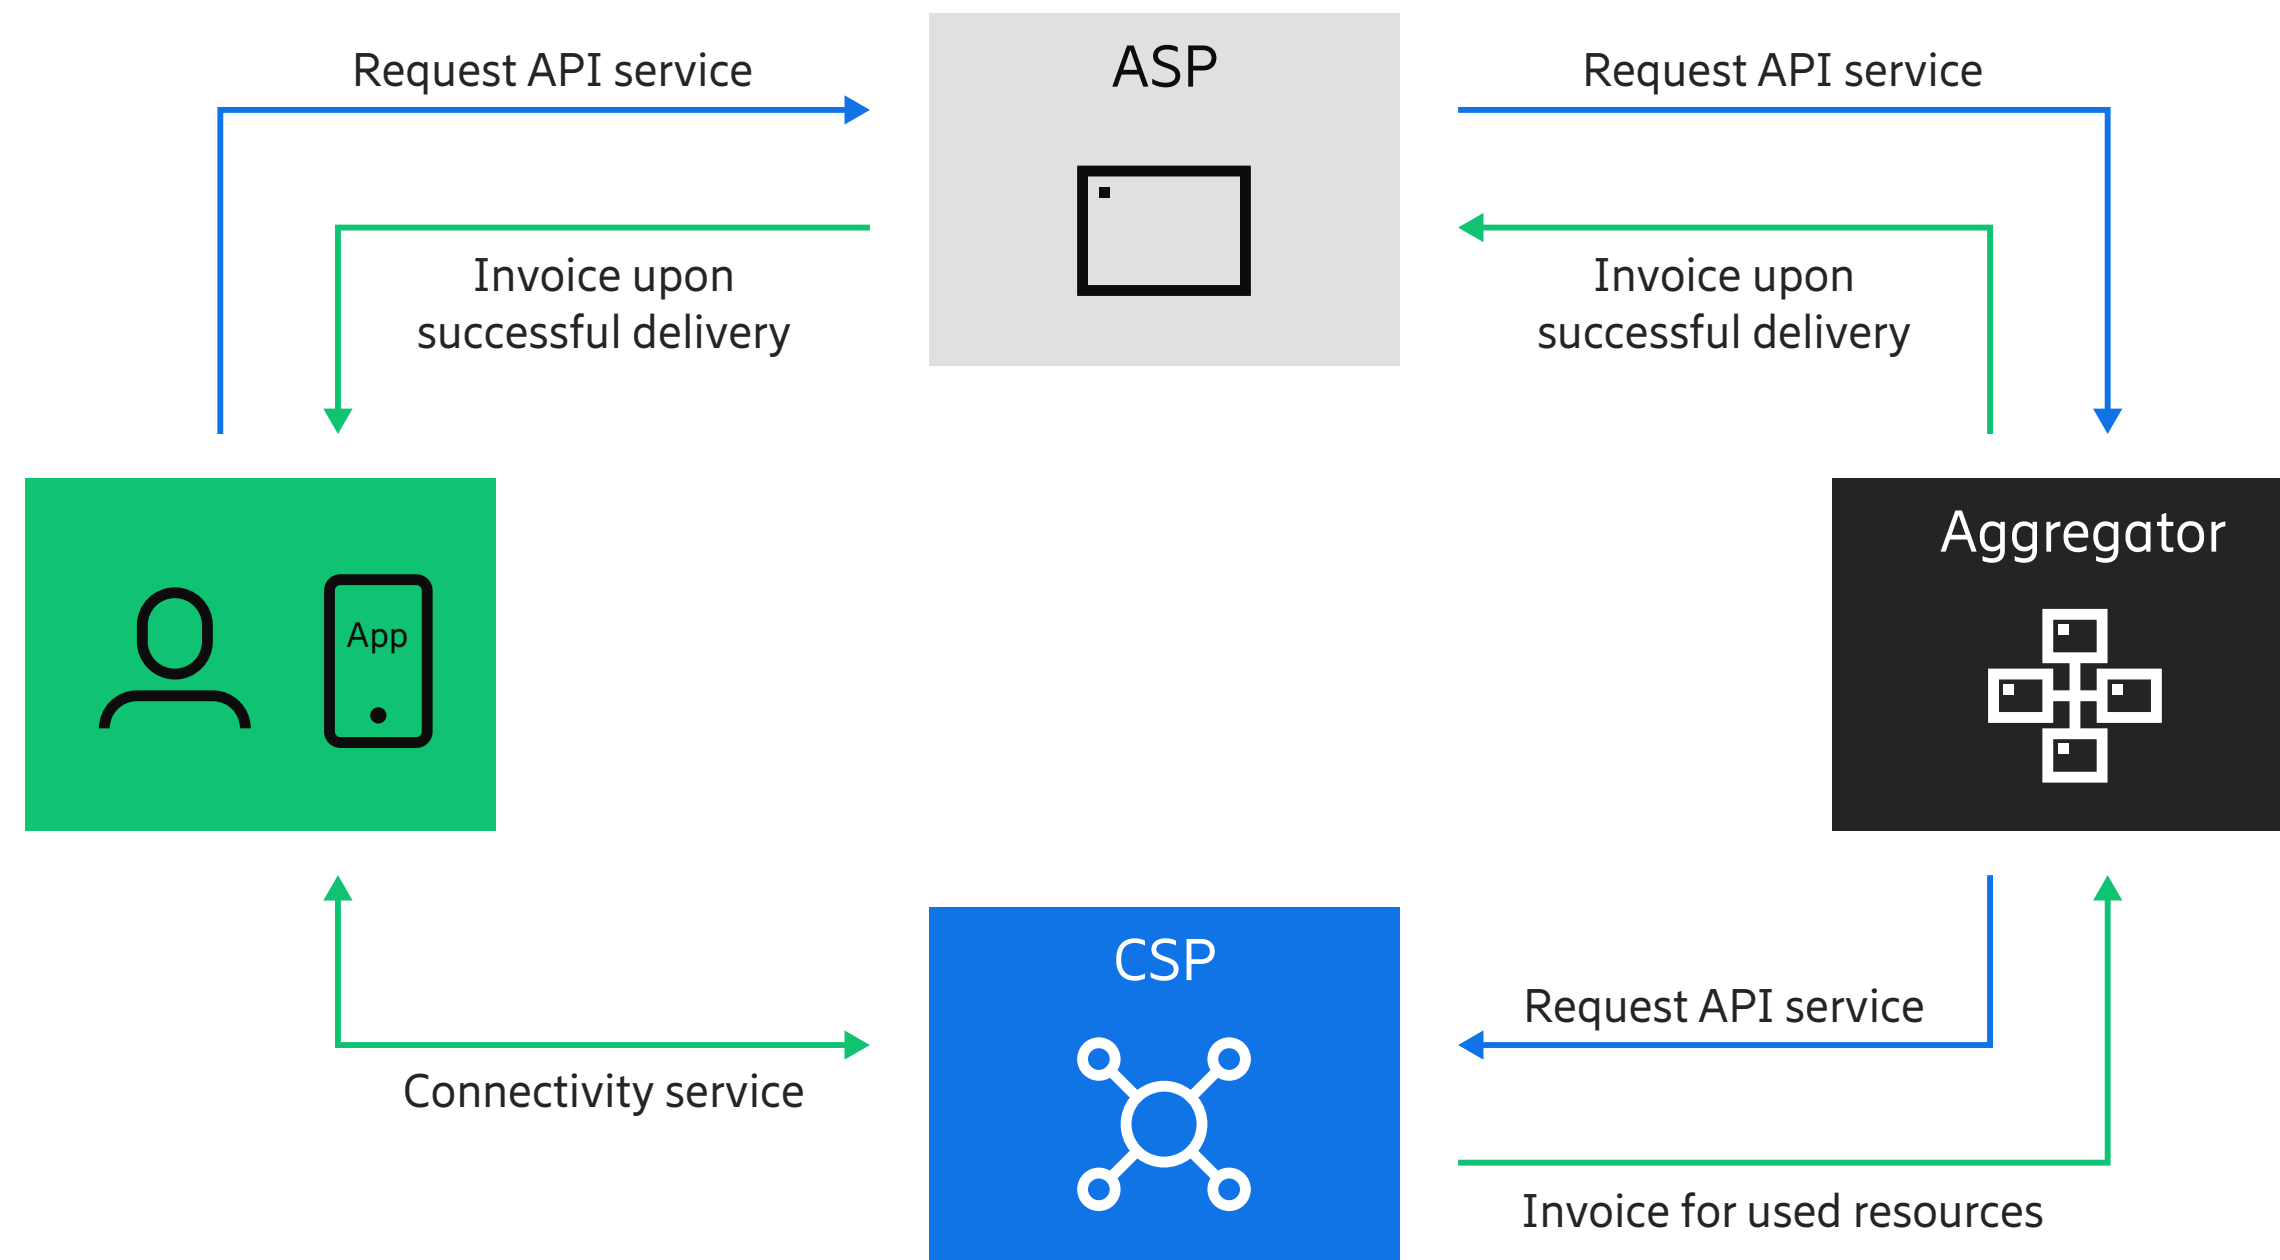 Request API service
ASP
Request API service
Invoice upon
successful delivery
Invoice upon
successful delivery
App
Aggregator
Connectivity service
CSP
Request API service
Invoice for used resources